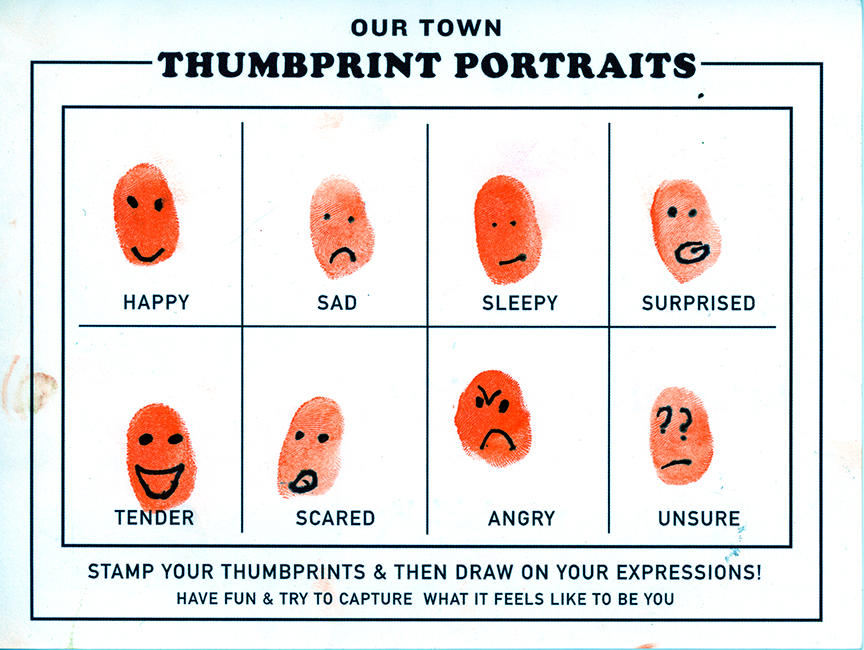 OUR TOWN
THUMBPRINT PORTRAITS
HAPPY
SAD
SLEEPY
SURPRISED
??
TENDER
SCARED
ANGRY
UNSURE
STAMP YOUR THUMBPRINTS & THEN DRAW ON YOUR EXPRESSIONS!
HAVE FUN & TRY TO CAPTURE WHAT IT FEELS LIKE TO BE YOU